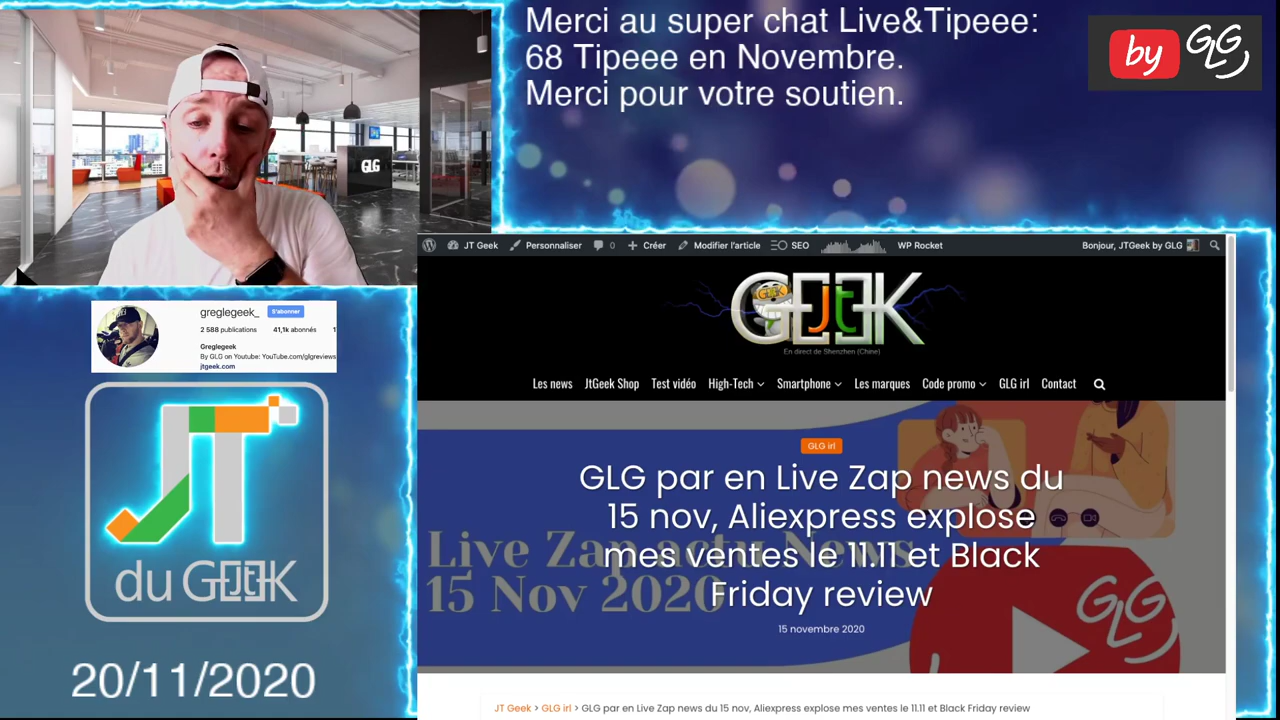 Merci au super chat Live&Tipeee:
68 Tipeee en Novembre.
Merci pour votre soutien.
by GLG
GLG
JT Geek Personnaliser 0 Créer Modifier l'article SEO WP Rocket Bonjour, JTGeek by GLG
GEEK JT
En direct de Shenzhen (Chine)
Les news JtGeek Shop Test vidéo High-Tech Smartphone Les marques Code promo GLG irl Contact
greglegeek_ S'abonner
2 588 publications 41,1k abonnés 1
Greglegeek
By GLG on Youtube: YouTube.com/glgreviews
jtgeek.com
JT
du GEEK
20/11/2020
GLG irl
GLG par en Live Zap news du
15 nov, Aliexpress explose
mes ventes le 11.11 et Black
Friday review
15 novembre 2020
Live Zap actu News
15 Nov 2020
GLG
JT Geek > GLG irl > GLG par en Live Zap news du 15 nov, Aliexpress explose mes ventes le 11.11 et Black Friday review